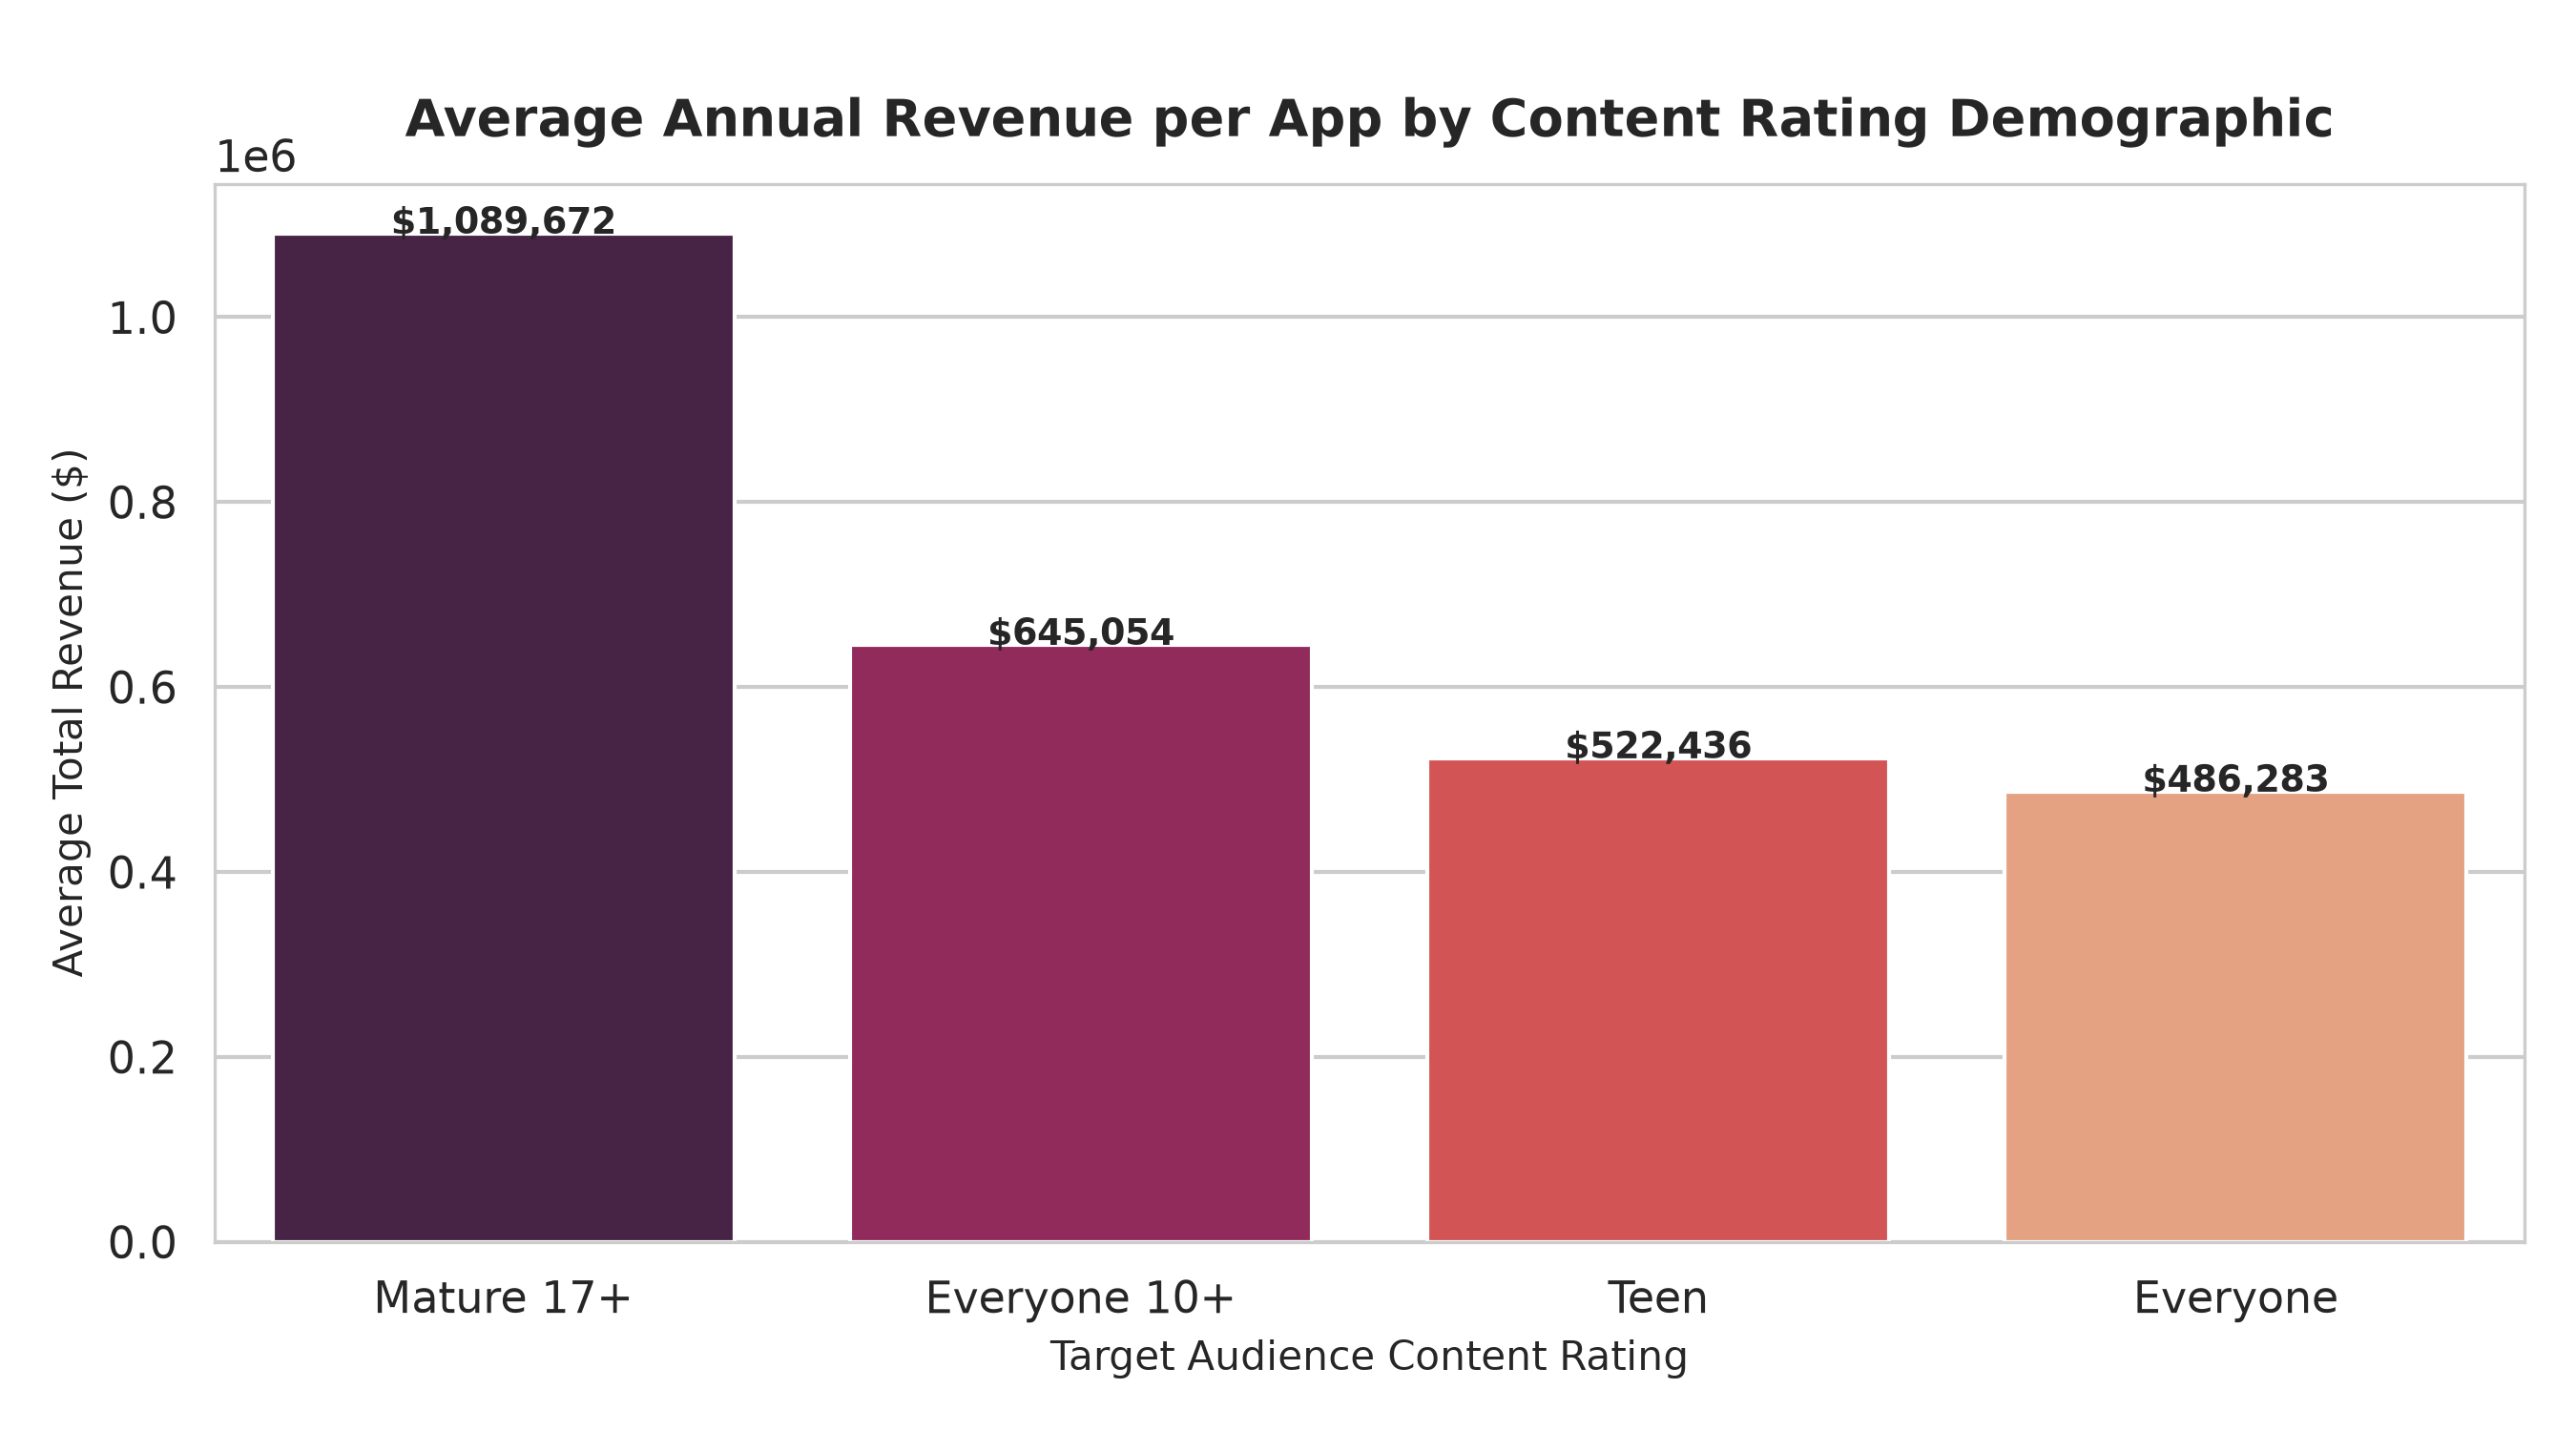 Average Annual Revenue per App by Content Rating Demographic
1e6
$1,089,672
1.0
0.8
$645,054
0.6
$522,436
$486,283
0.4
0.2
0.0
Average Total Revenue ($)
Mature 17+ Everyone 10+ Teen Everyone
Target Audience Content Rating